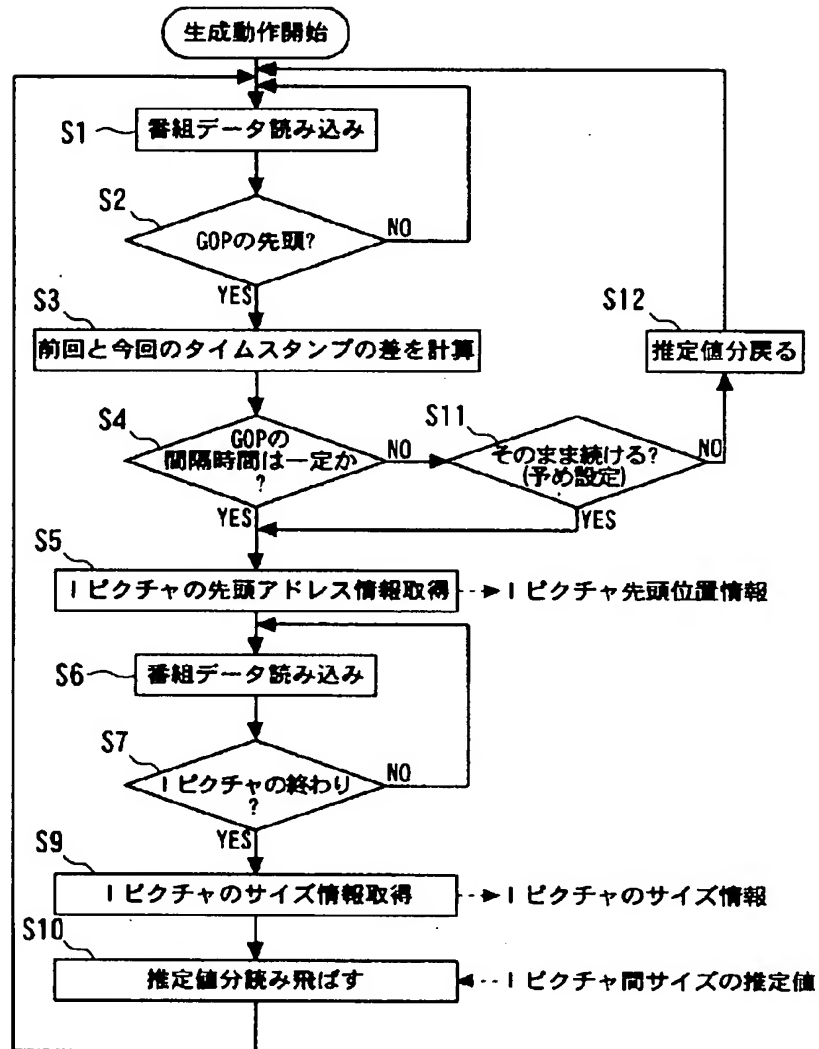 生成動作開始
S1
番組データ読み込み
S2
GOPの先頭?
NO
YES
S3
前回と今回のタイムスタンプの差を計算
S12
推定値分戻る
S4
GOPの
間隔時間は一定か
?
NO
YES
S11
そのまま続ける?
(予め設定)
NO
YES
S5
Iピクチャの先頭アドレス情報取得
Iピクチャ先頭位置情報
S6
番組データ読み込み
S7
Iピクチャの終わり
?
NO
YES
S9
Iピクチャのサイズ情報取得
Iピクチャのサイズ情報
S10
推定値分読み飛ばす
Iピクチャ間サイズの推定値